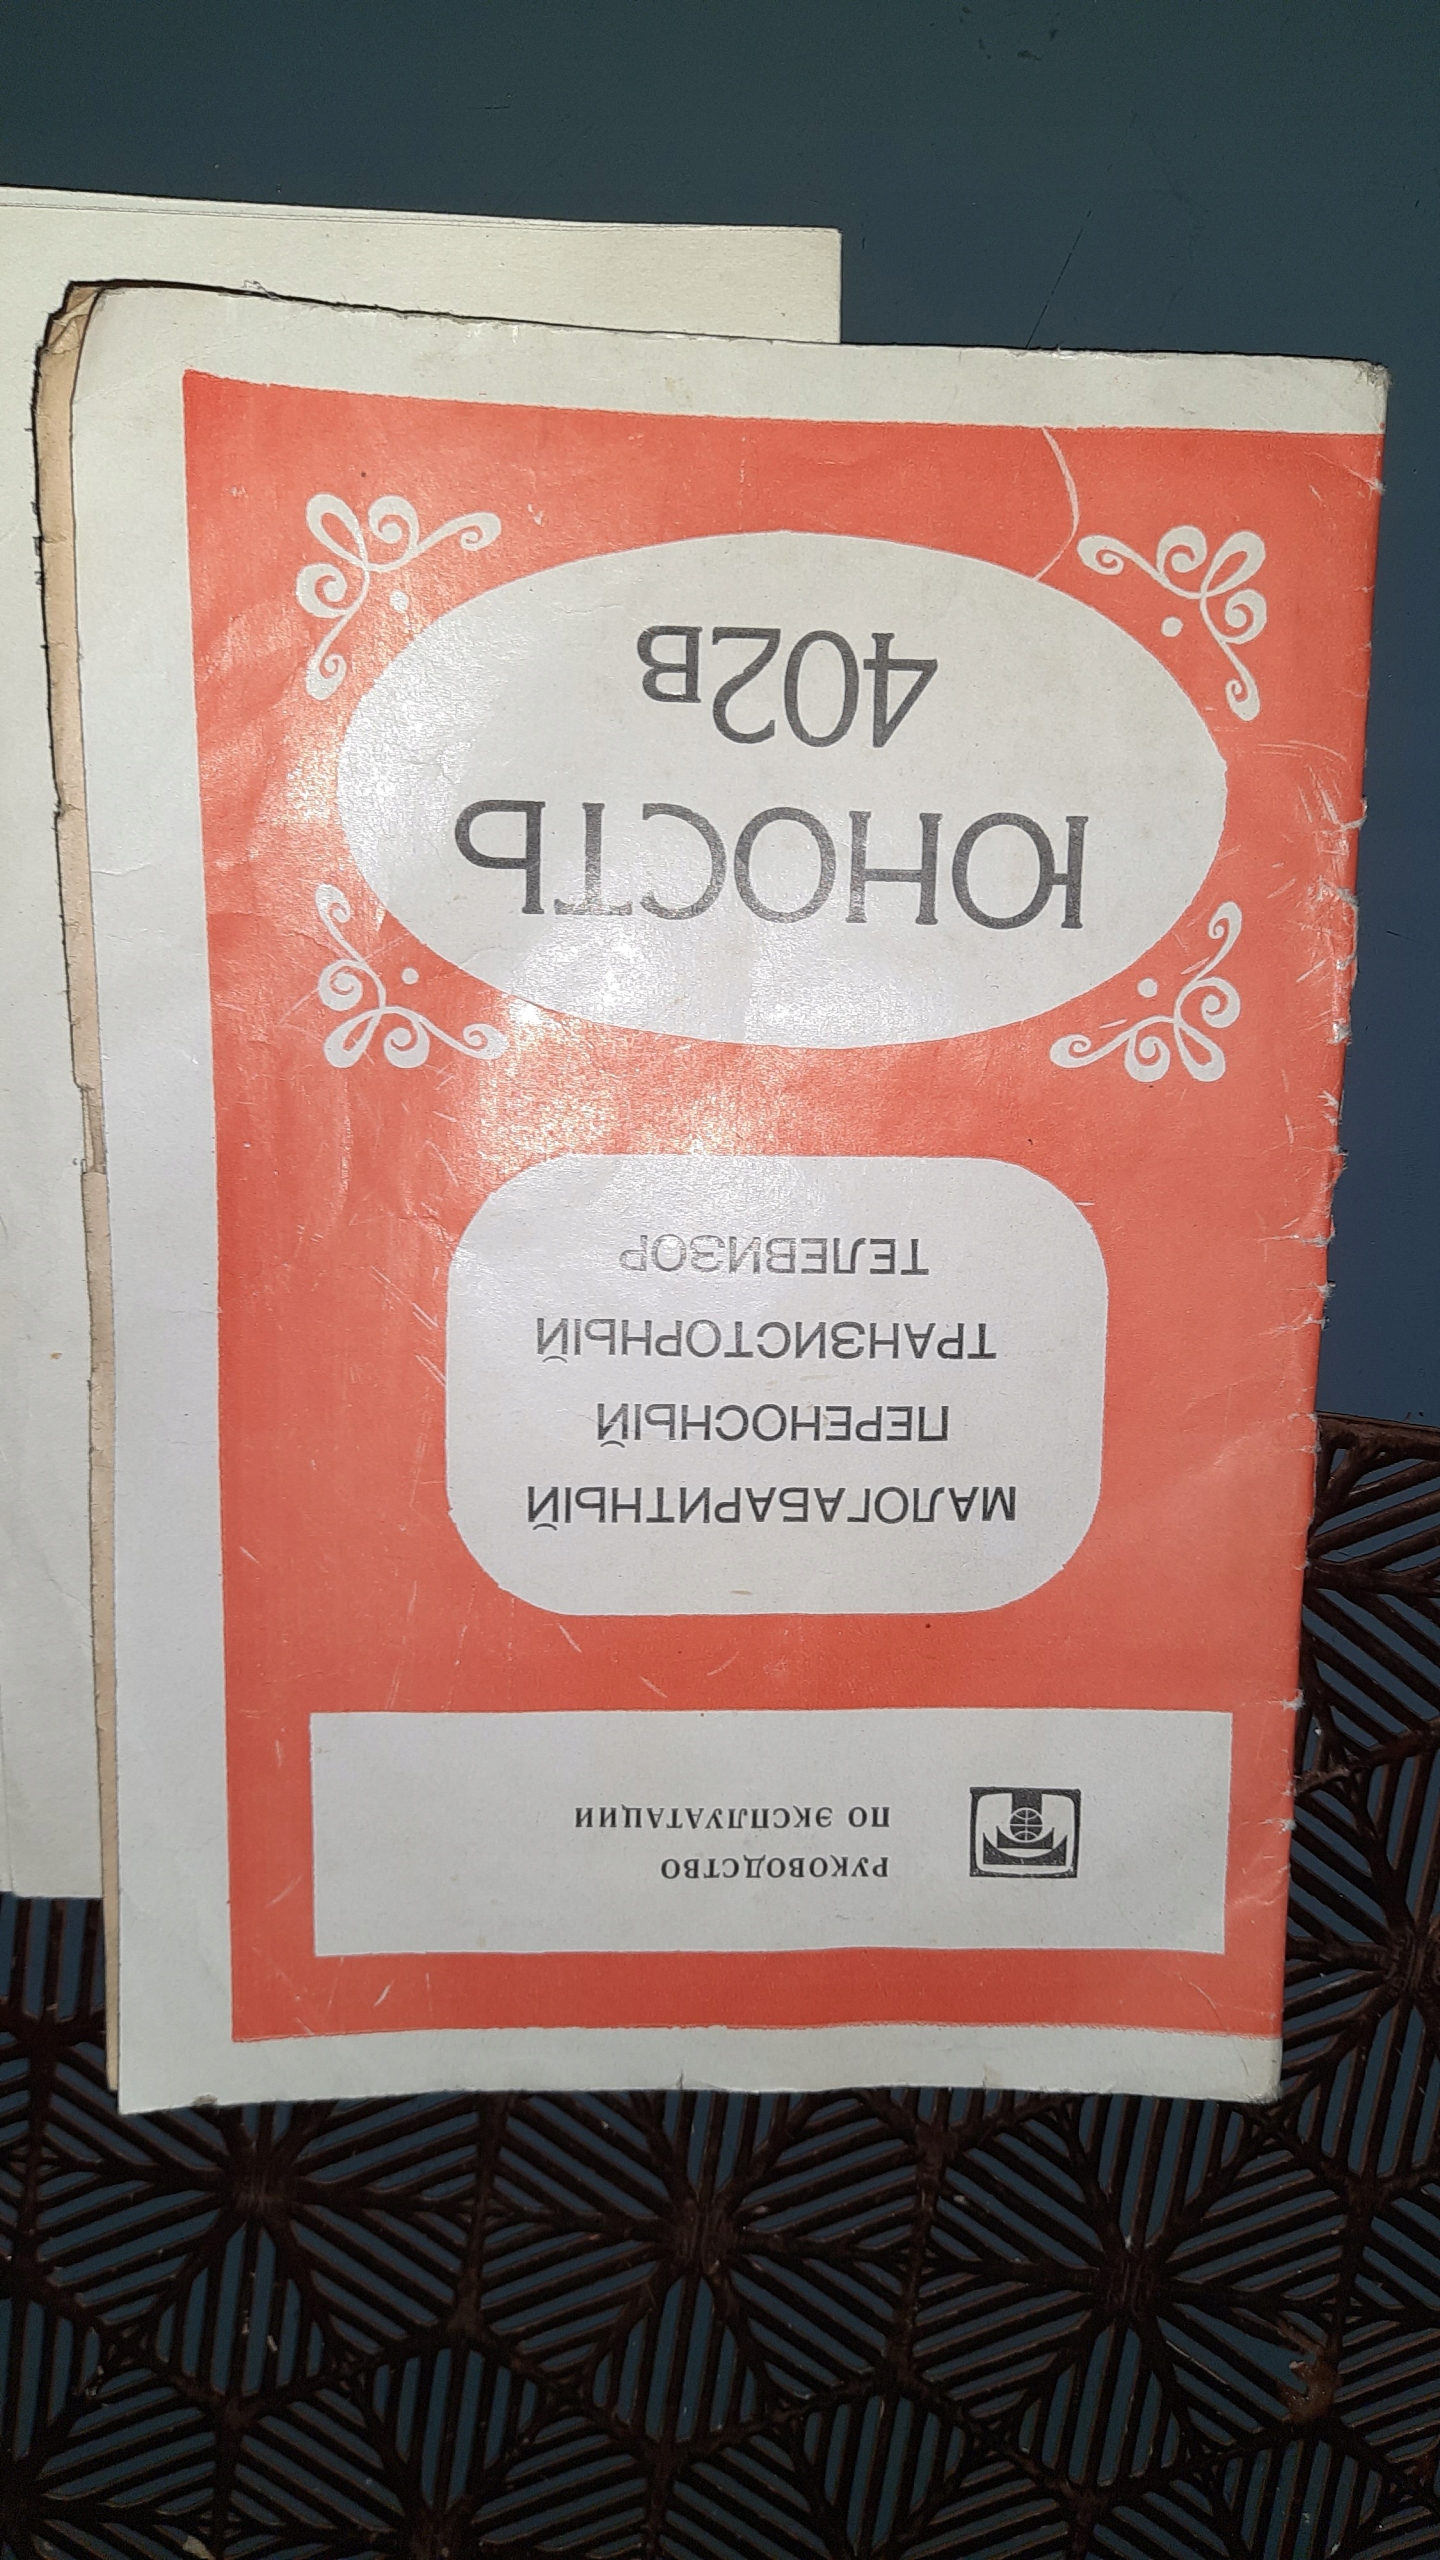 РУКОВОДСТВО
ПО ЭКСПЛУАТАЦИИ
МАЛОГАБАРИТНЫЙ
ПЕРЕНОСНЫЙ
ТРАНЗИСТОРНЫЙ
ТЕЛЕВИЗОР
ЮНОСТЬ
402В